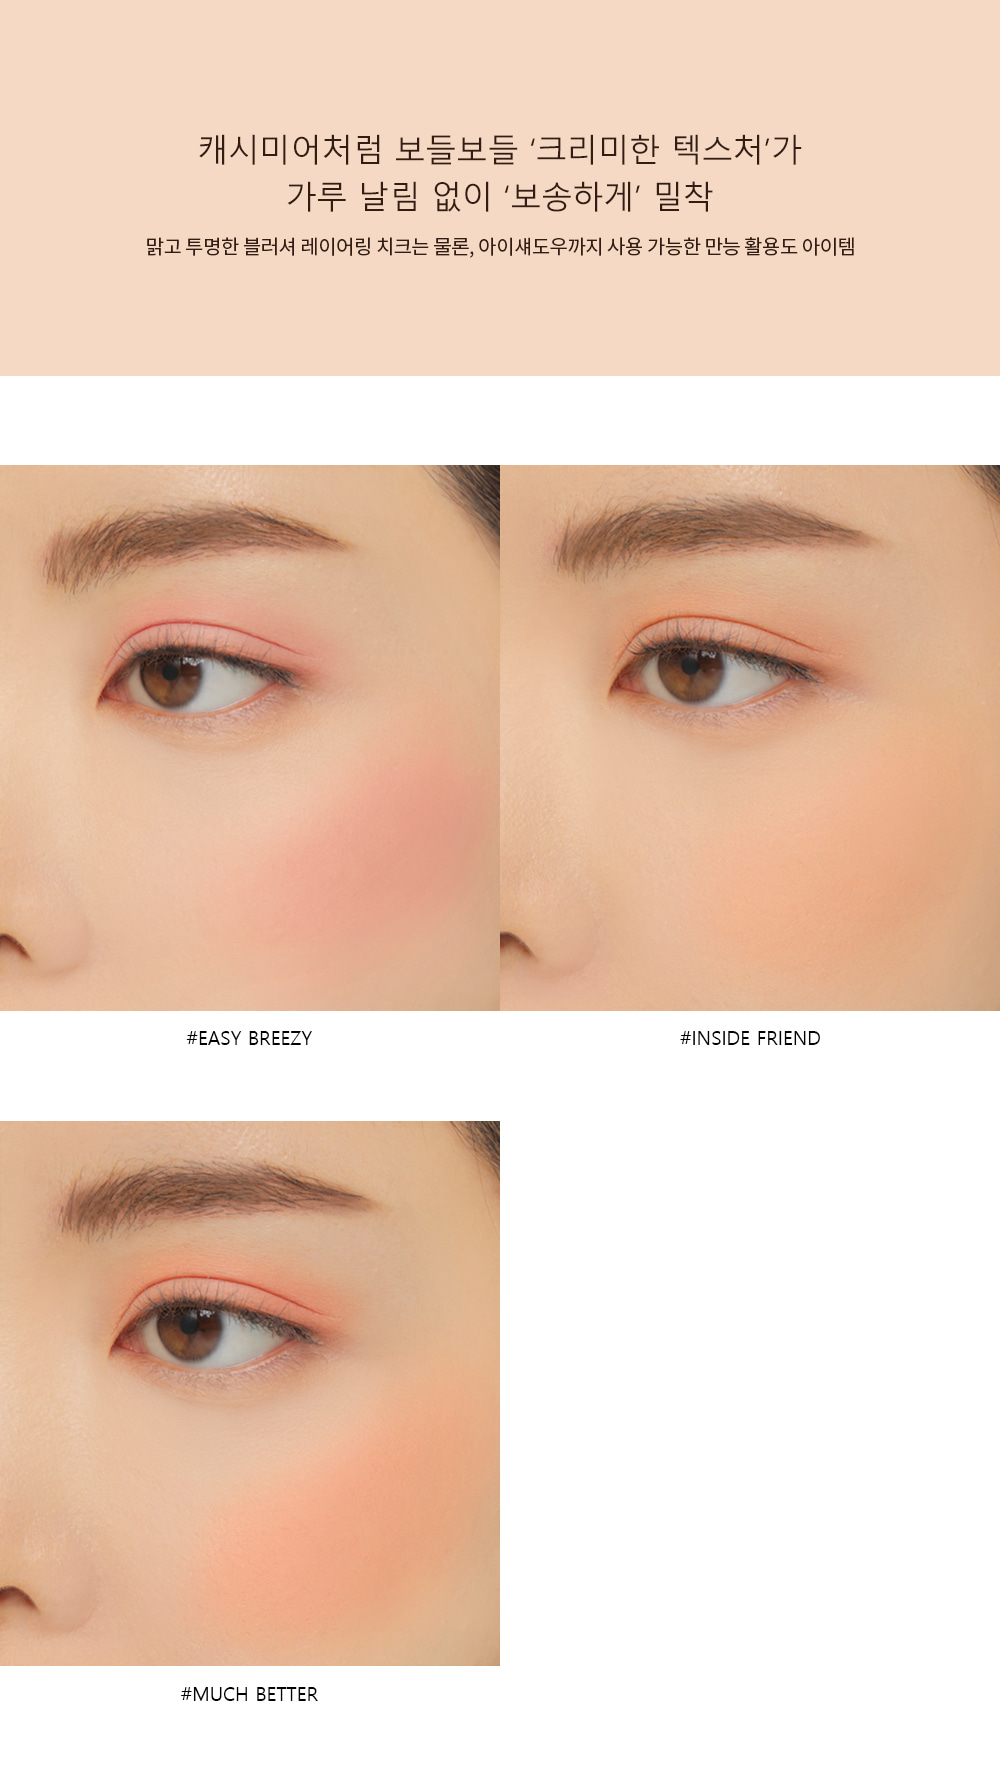 캐시미어처럼 보들보들 ‘크리미한 텍스처’가
가루 날림 없이 ‘보송하게’ 밀착
맑고 투명한 블러셔 레이어링 치크는 물론, 아이섀도우까지 사용 가능한 만능 활용도 아이템
#EASY BREEZY
#INSIDE FRIEND
#MUCH BETTER